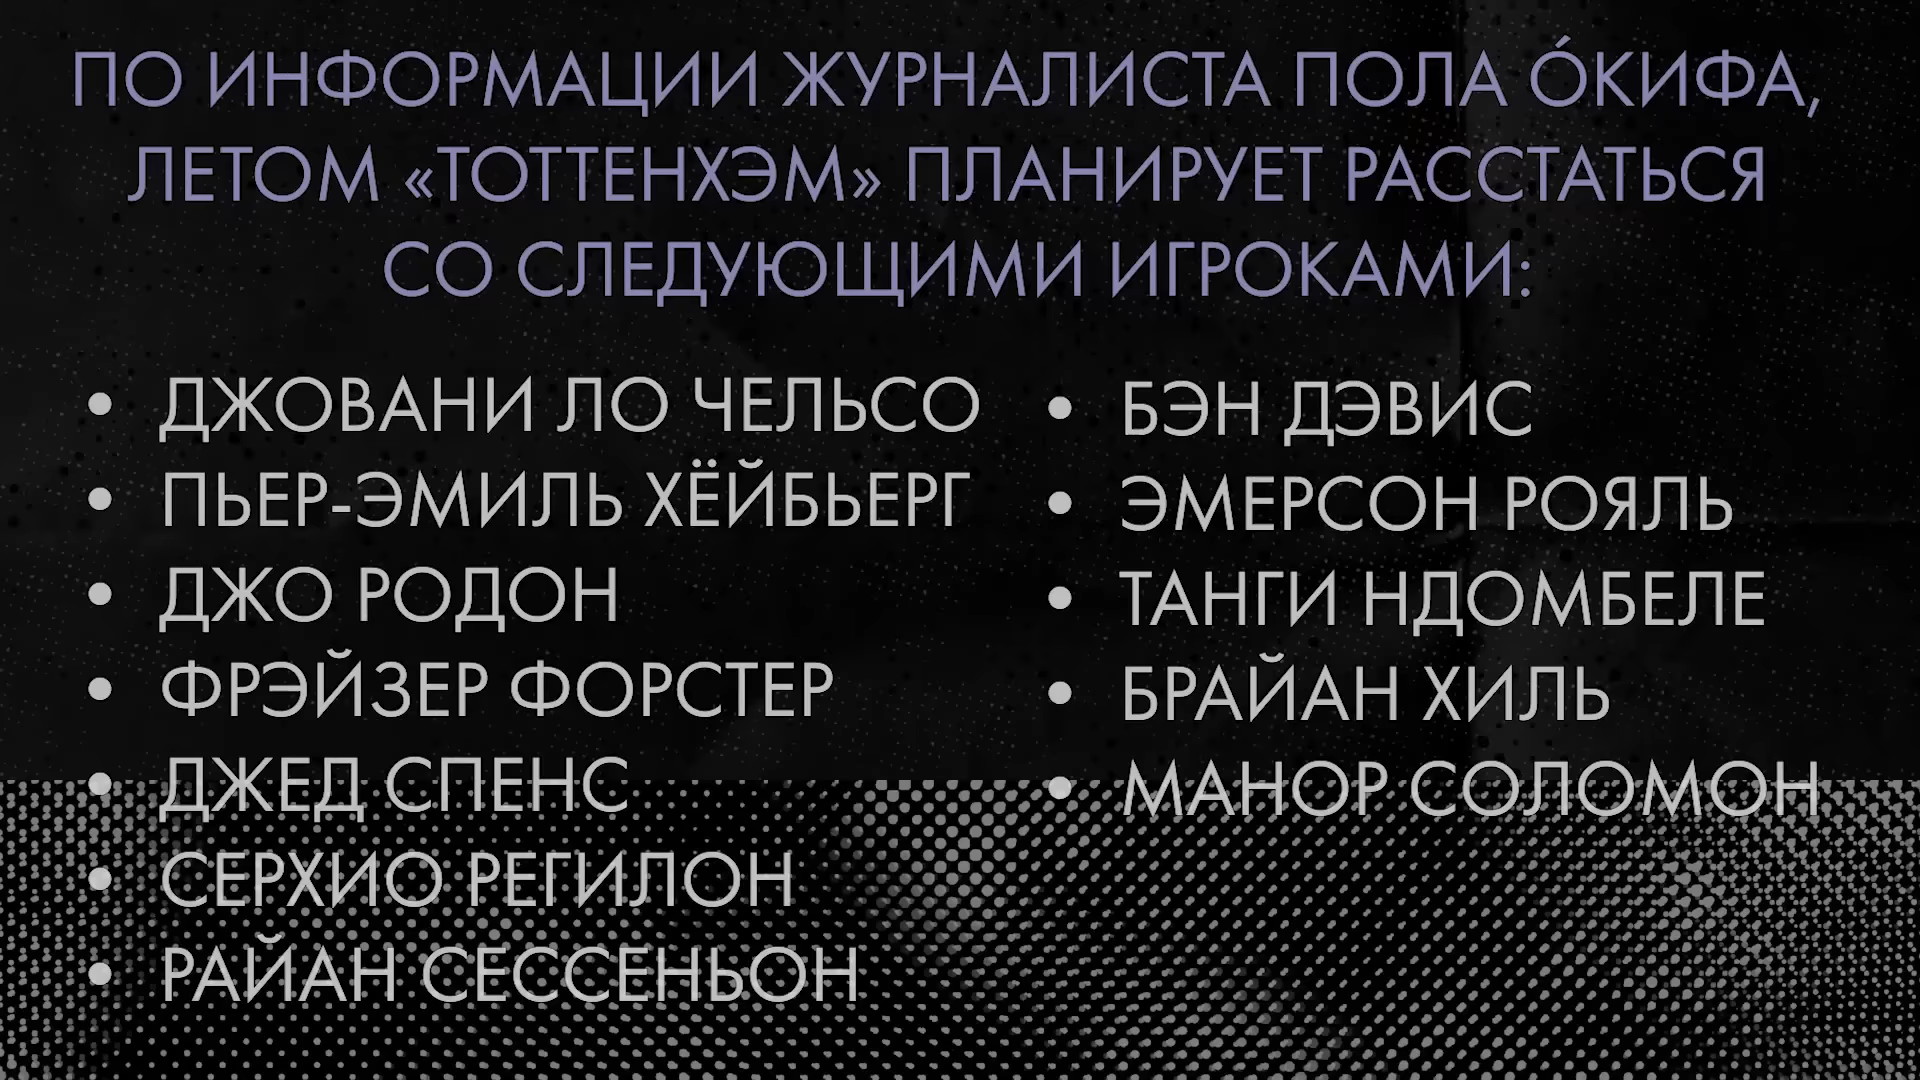 ПО ИНФОРМАЦИИ ЖУРНАЛИСТА ПОЛА О́КИФА,
ЛЕТОМ «ТОТТЕНХЭМ» ПЛАНИРУЕТ РАССТАТЬСЯ
СО СЛЕДУЮЩИМИ ИГРОКАМИ:
• ДЖОВАНИ ЛО ЧЕЛЬСО
• ПЬЕР-ЭМИЛЬ ХЁЙБЬЕРГ
• ДЖО РОДОН
• ФРЭЙЗЕР ФОРСТЕР
• ДЖЕД СПЕНС
• СЕРХИО РЕГИЛОН
• РАЙАН СЕССЕНЬОН
• БЭН ДЭВИС
• ЭМЕРСОН РОЯЛЬ
• ТАНГИ НДОМБЕЛЕ
• БРАЙАН ХИЛЬ
• МАНОР СОЛОМОН